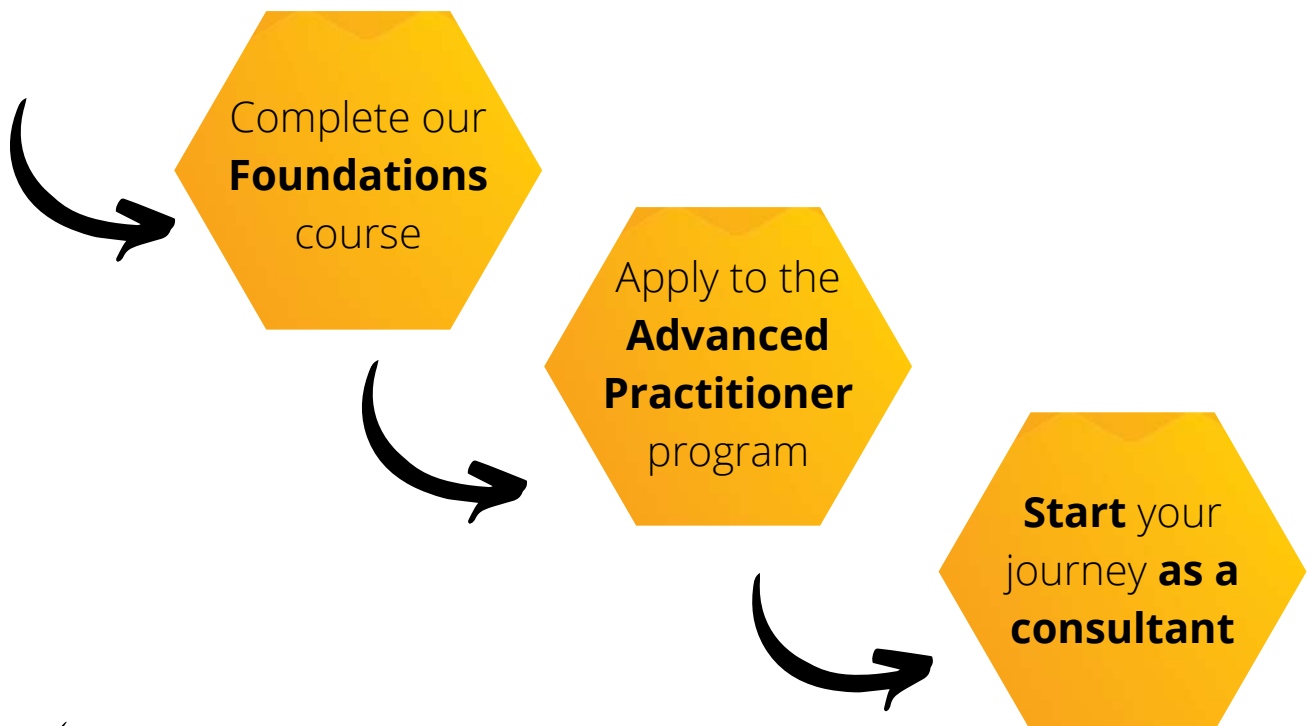 Complete our
Foundations
course
Apply to the
Advanced
Practitioner
program
Start your
journey as a
consultant